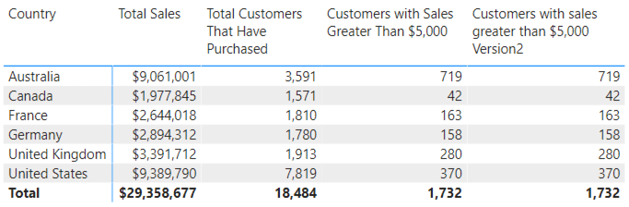 Country Total Sales Total Customers Customers with Sales Customers with sales
That Have Greater Than $5,000 greater than $5,000
Purchased Version2
Australia $9,061,001 3,591 719 719
Canada $1,977,845 1,571 42 42
France $2,644,018 1,810 163 163
Germany $2,894,312 1,780 158 158
United Kingdom $3,391,712 1,913 280 280
United States $9,389,790 7,819 370 370
Total $29,358,677 18,484 1,732 1,732